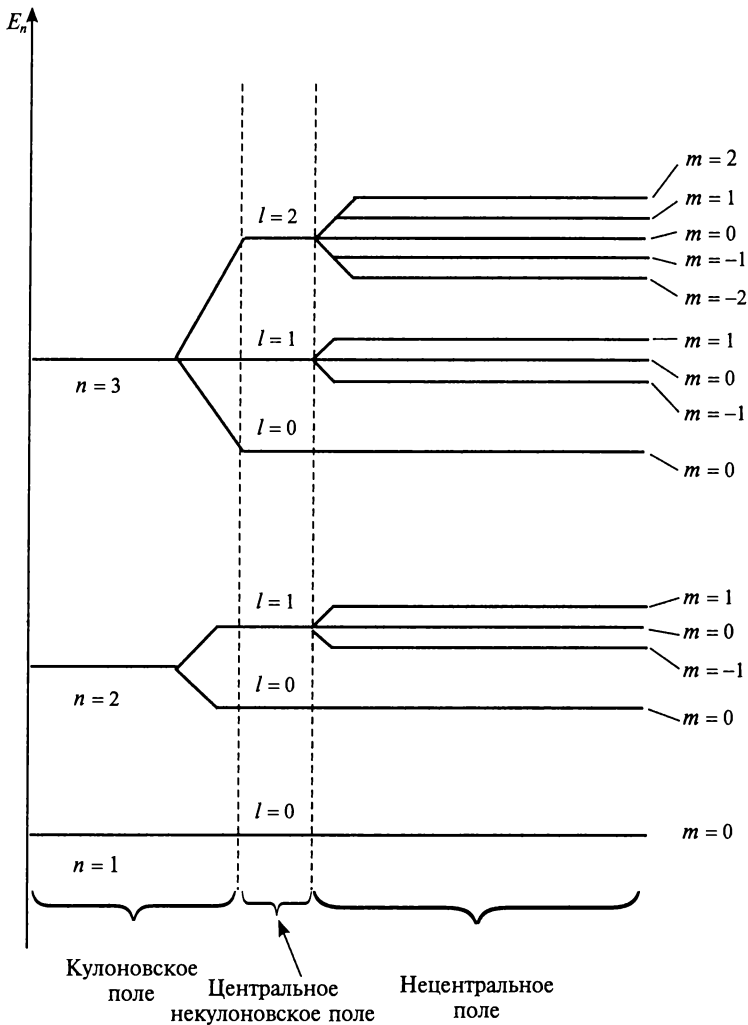 Eₙ
m = 2
l = 2
m = 1
m = 0
m = −1
m = −2
l = 1
m = 1
n = 3
m = 0
m = −1
l = 0
m = 0
l = 1
m = 1
m = 0
m = −1
n = 2
l = 0
m = 0
l = 0
m = 0
n = 1
Кулоновское
поле
Центральное
некулоновское поле
Нецентральное
поле